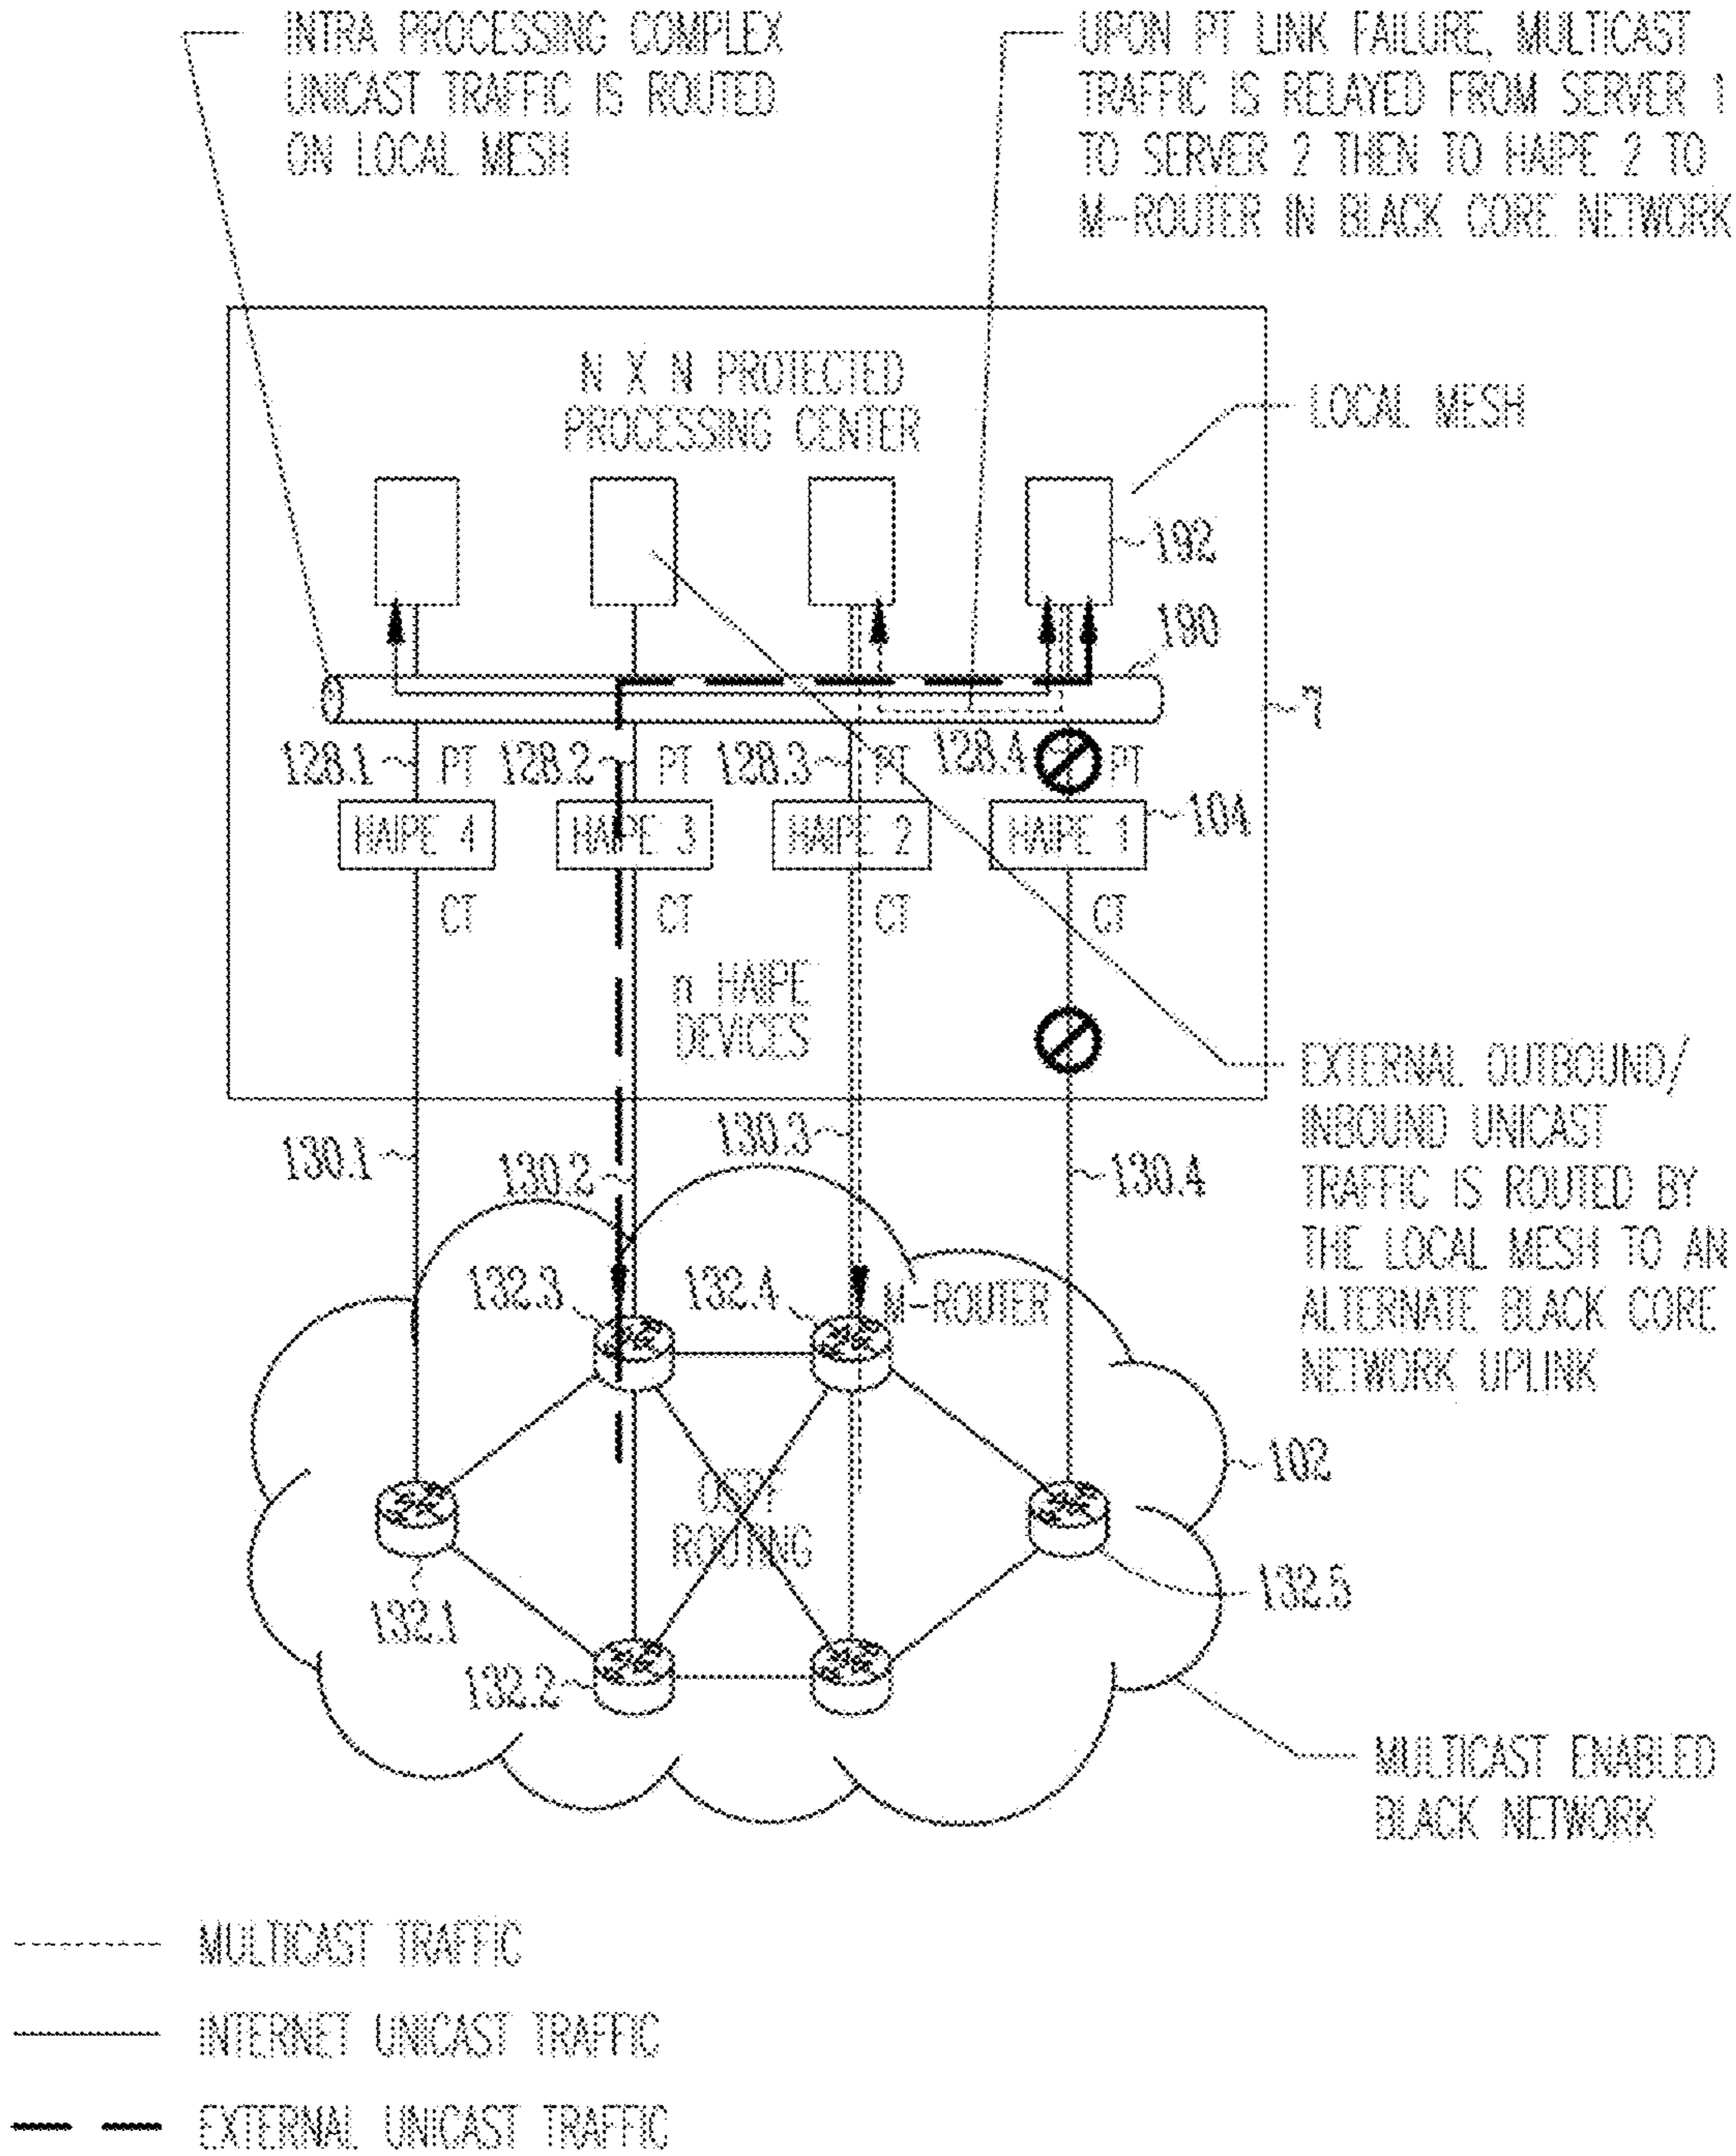 INTRA PROCESSING COMPLEX
UNICAST TRAFFIC IS ROUTED
ON LOCAL MESH
UPON PT LINK FAILURE, MULTICAST
TRAFFIC IS RELAYED FROM SERVER 1
TO SERVER 2 THEN TO HAIPE 2 TO
M-ROUTER IN BLACK CORE NETWORK
N X N PROTECTED
PROCESSING CENTER
LOCAL MESH
192
190
7
128.1
PT
128.2
PT
128.3
PT
128.4
PT
104
HAIPE 4
HAIPE 3
HAIPE 2
HAIPE 1
CT
CT
CT
CT
n HAIPE
DEVICES
EXTERNAL OUTBOUND/
INBOUND UNICAST
TRAFFIC IS ROUTED BY
THE LOCAL MESH TO AN
ALTERNATE BLACK CORE
NETWORK UPLINK
130.1
130.2
130.3
130.4
132.3
132.4
M-ROUTER
102
OSPF
ROUTING
132.1
132.5
132.2
MULTICAST ENABLED
BLACK NETWORK
MULTICAST TRAFFIC
INTERNET UNICAST TRAFFIC
EXTERNAL UNICAST TRAFFIC